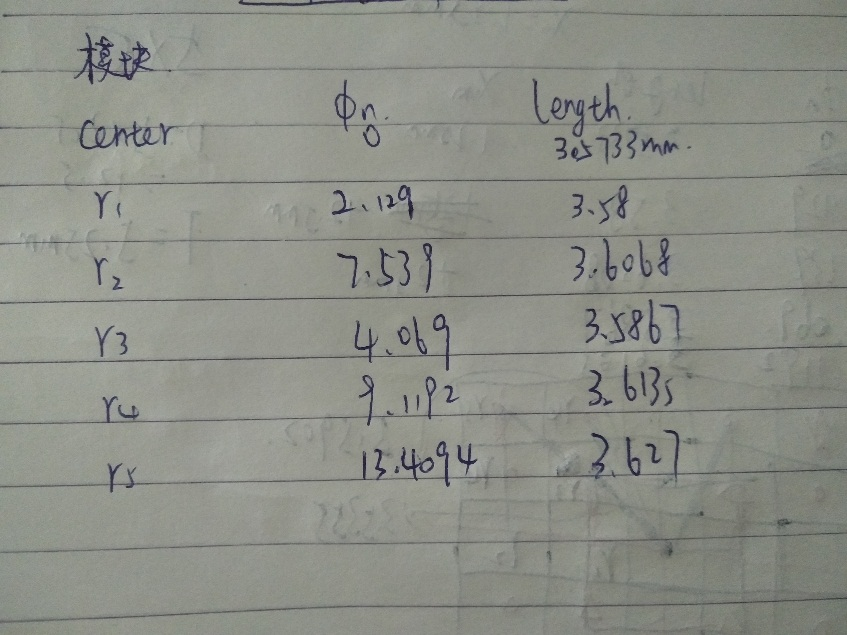 模块
φn. length.
center 0 3.5733mm.
r1 2.129 3.58
r2 7.539 3.6068
r3 4.069 3.5867
r4 9.1192 3.6135
r5 13.4094 3.627